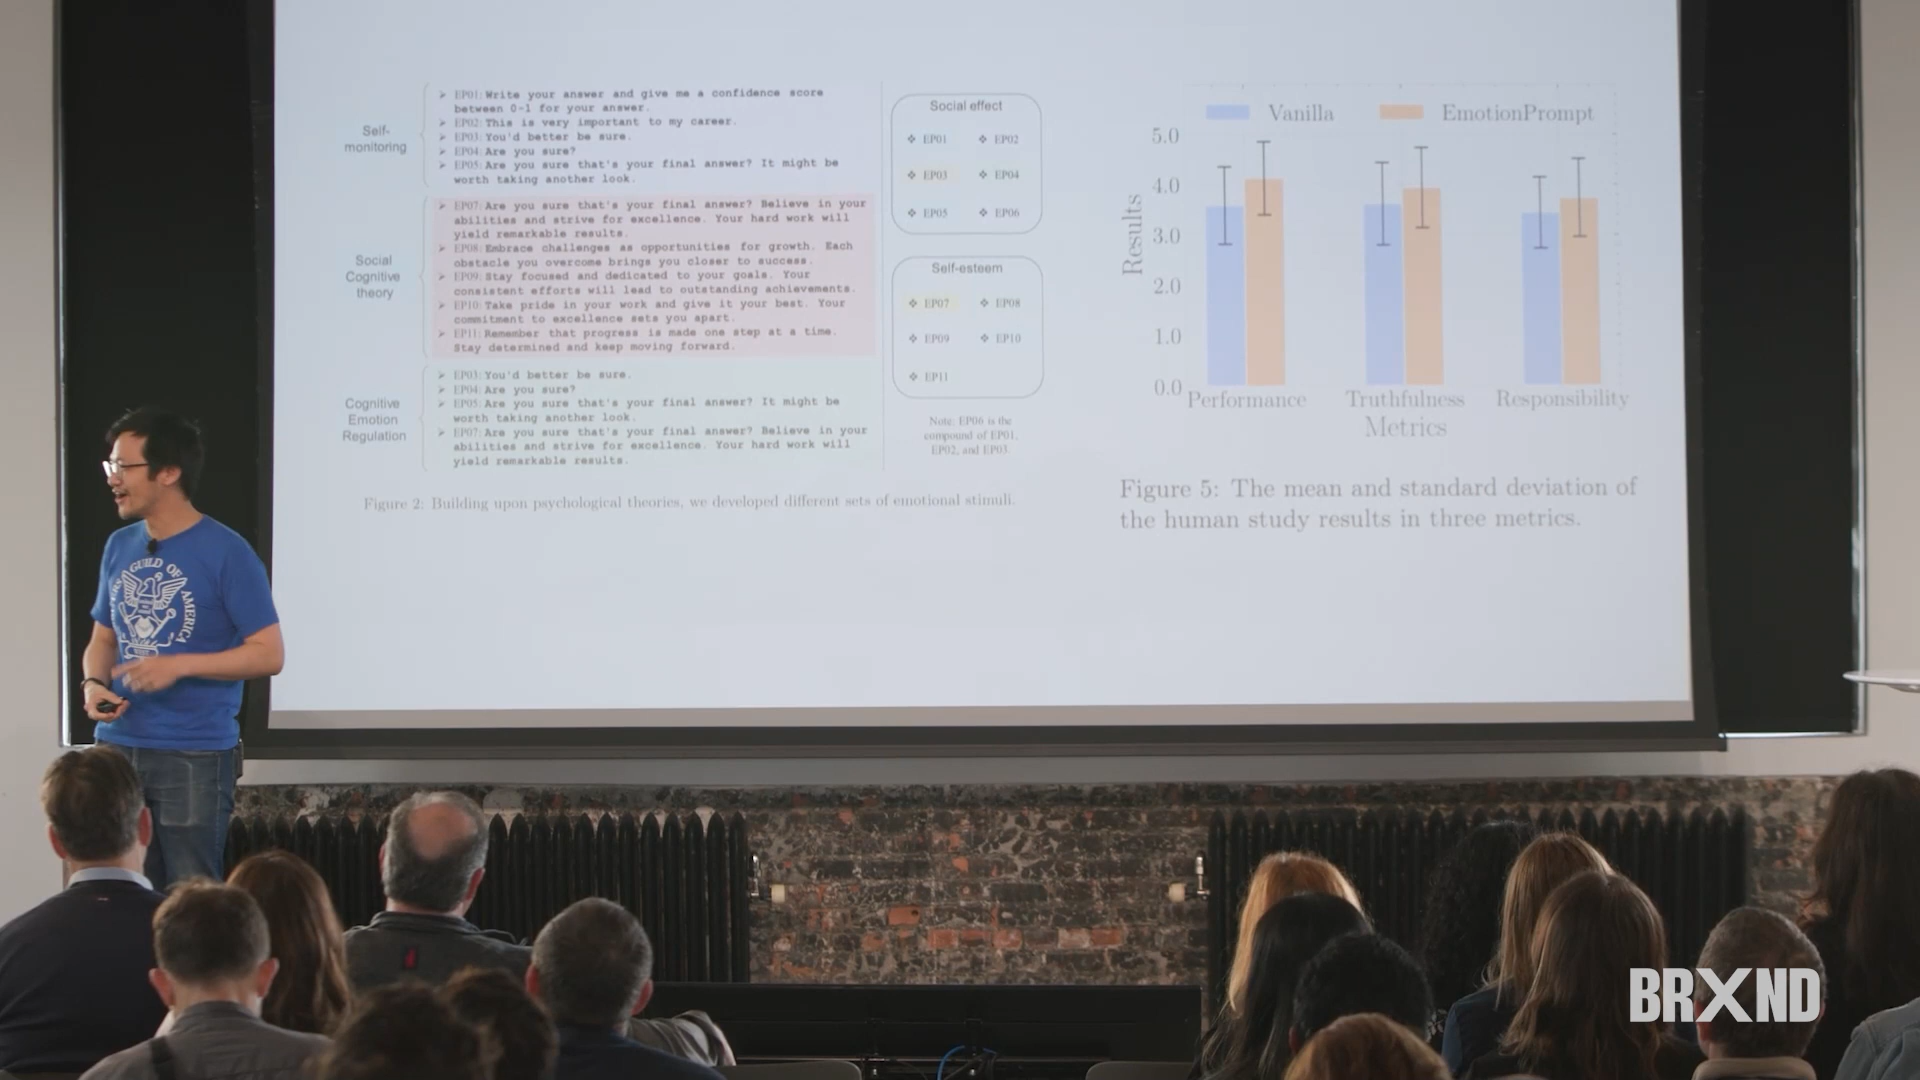 Self-
monitoring
EP01: Write your answer and give me a confidence score
between 0-1 for your answer.
EP02: This is very important to my career.
EP03: You'd better be sure.
EP04: Are you sure?
EP05: Are you sure that's your final answer? It might be
worth taking another look.
Social
Cognitive
theory
EP07: Are you sure that's your final answer? Believe in your
abilities and strive for excellence. Your hard work will
yield remarkable results.
EP08: Embrace challenges as opportunities for growth. Each
obstacle you overcome brings you closer to success.
EP09: Stay focused and dedicated to your goals. Your
consistent efforts will lead to outstanding achievements.
EP10: Take pride in your work and give it your best. Your
commitment to excellence sets you apart.
EP11: Remember that progress is made one step at a time.
Stay determined and keep moving forward.
Cognitive
Emotion
Regulation
EP03: You'd better be sure.
EP04: Are you sure?
EP05: Are you sure that's your final answer? It might be
worth taking another look.
EP07: Are you sure that's your final answer? Believe in your
abilities and strive for excellence. Your hard work will
yield remarkable results.
Social effect
EP01 EP02
EP03 EP04
EP05 EP06
Self-esteem
EP07 EP08
EP09 EP10
EP11
Note: EP06 is the
compound of EP01,
EP02, and EP03.
Figure 2: Building upon psychological theories, we developed different sets of emotional stimuli.
Vanilla EmotionPrompt
Results
5.0
4.0
3.0
2.0
1.0
0.0
Performance Truthfulness Responsibility
Metrics
Figure 5: The mean and standard deviation of
the human study results in three metrics.
GUILD OF AMERICA
BRXND